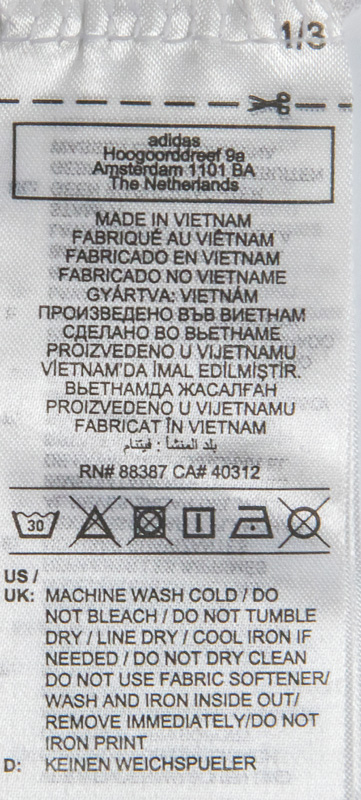 1/3
adidas
Hoogoorddreef 9a
Amsterdam 1101 BA
The Netherlands
MADE IN VIETNAM
FABRIQUÉ AU VIÊTNAM
FABRICADO EN VIETNAM
FABRICADO NO VIETNAME
GYÁRTVA: VIETNÁM
ПРОИЗВЕДЕНО ВЪВ ВИЕТНАМ
СДЕЛАНО ВО ВЬЕТНАМЕ
PROIZVEDENO U VIJETNAMU
VİETNAM'DA İMAL EDİLMİŞTİR.
ВЬЕТНАМДА ЖАСАЛҒАН
PROIZVEDENO U VIJETNAMU
FABRICAT ÎN VIETNAM
بلد المنشأ : فيتنام
RN# 88387 CA# 40312
30
US /
UK: MACHINE WASH COLD / DO
NOT BLEACH / DO NOT TUMBLE
DRY / LINE DRY / COOL IRON IF
NEEDED / DO NOT DRY CLEAN
DO NOT USE FABRIC SOFTENER/
WASH AND IRON INSIDE OUT/
REMOVE IMMEDIATELY/DO NOT
IRON PRINT
D: KEINEN WEICHSPUELER